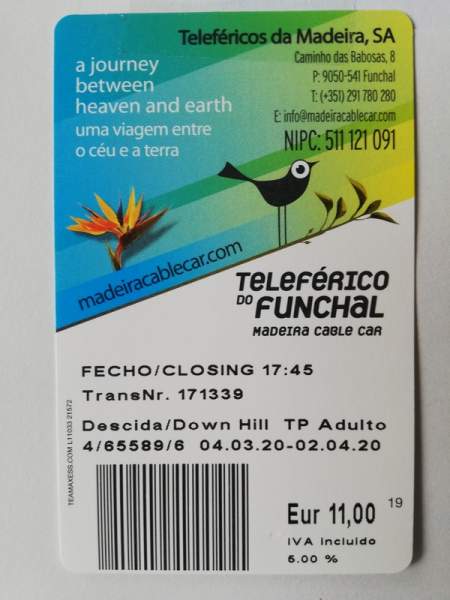 Teleféricos da Madeira, SA
Caminho das Babosas, 8
P: 9050-541 Funchal
T: (+351) 291 780 280
E: info@madeiracablecar.com
NIPC: 511 121 091
a journey
between
heaven and earth
uma viagem entre
o céu e a terra
madeiracablecar.com
TELEFÉRICO
DO FUNCHAL
MADEIRA CABLE CAR
FECHO/CLOSING 17:45
TransNr. 171339
Descida/Down Hill TP Adulto
4/65589/6 04.03.20-02.04.20
TEAMAXESS.COM L11033 21572
Eur 11,00
19
IVA Incluido
5.00 %